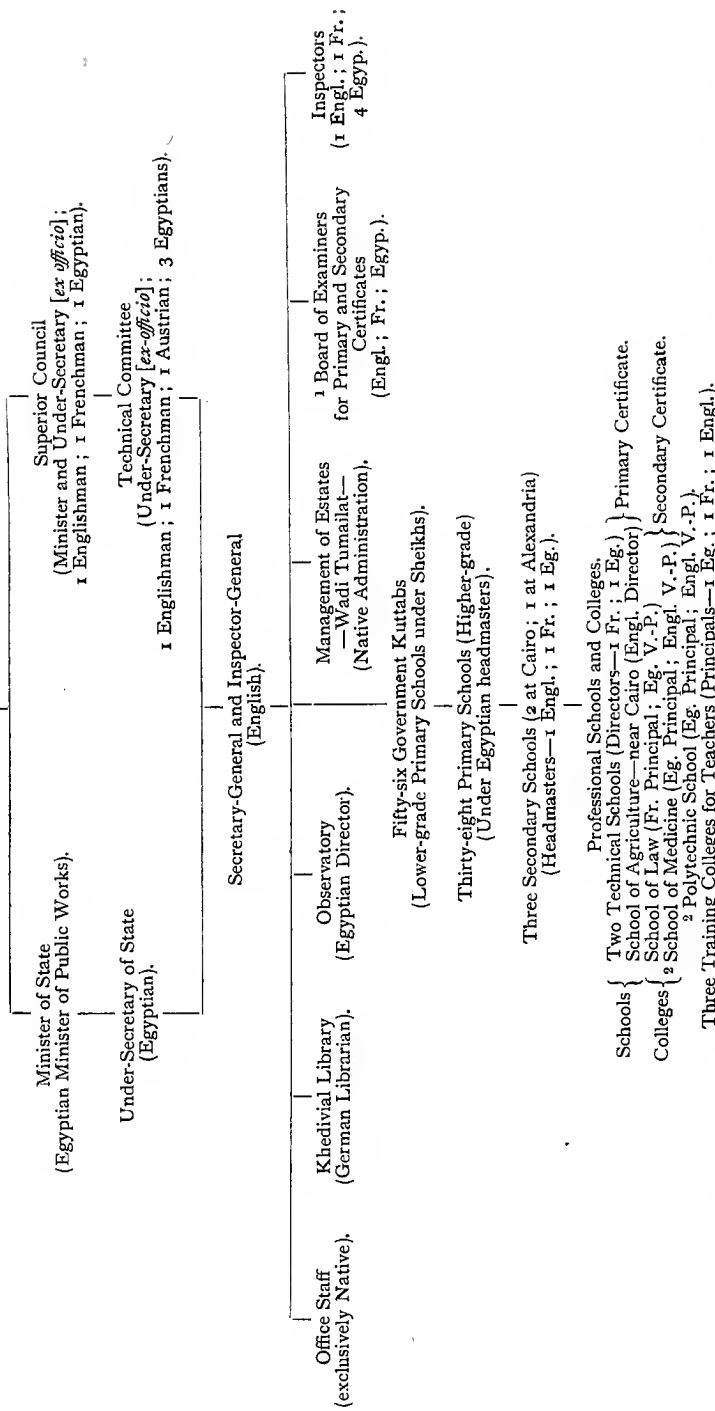 Minister of State
(Egyptian Minister of Public Works).
Superior Council
(Minister and Under-Secretary [ex officio];
1 Englishman; 1 Frenchman; 1 Egyptian).
Under-Secretary of State
(Egyptian).
Technical Committee
(Under-Secretary [ex-officio];
1 Englishman; 1 Frenchman; 1 Austrian; 3 Egyptians).
Secretary-General and Inspector-General
(English).
Office Staff
(exclusively Native).
Khedivial Library
(German Librarian).
Observatory
(Egyptian Director).
Management of Estates
—Wadi Tumailat—
(Native Administration).
1 Board of Examiners
for Primary and Secondary
Certificates
(Engl.; Fr.; Egyp.).
Inspectors
(1 Engl.; 1 Fr.;
4 Egyp.).
Fifty-six Government Kuttabs
(Lower-grade Primary Schools under Sheikhs).
Thirty-eight Primary Schools (Higher-grade)
(Under Egyptian headmasters).
Three Secondary Schools (2 at Cairo; 1 at Alexandria)
(Headmasters—1 Engl.; 1 Fr.; 1 Eg.).
Professional Schools and Colleges.
Schools { Two Technical Schools (Directors—1 Fr.; 1 Eg.) } Primary Certificate.
School of Agriculture—near Cairo (Engl. Director)
Colleges { School of Law (Fr. Principal; Eg. V.-P.) } Secondary Certificate.
2 School of Medicine (Eg. Principal; Engl. V.-P.)
2 Polytechnic School (Eg. Principal; Engl. V.-P.)
Three Training Colleges for Teachers (Principals—1 Eg.; 1 Fr.; 1 Engl.).